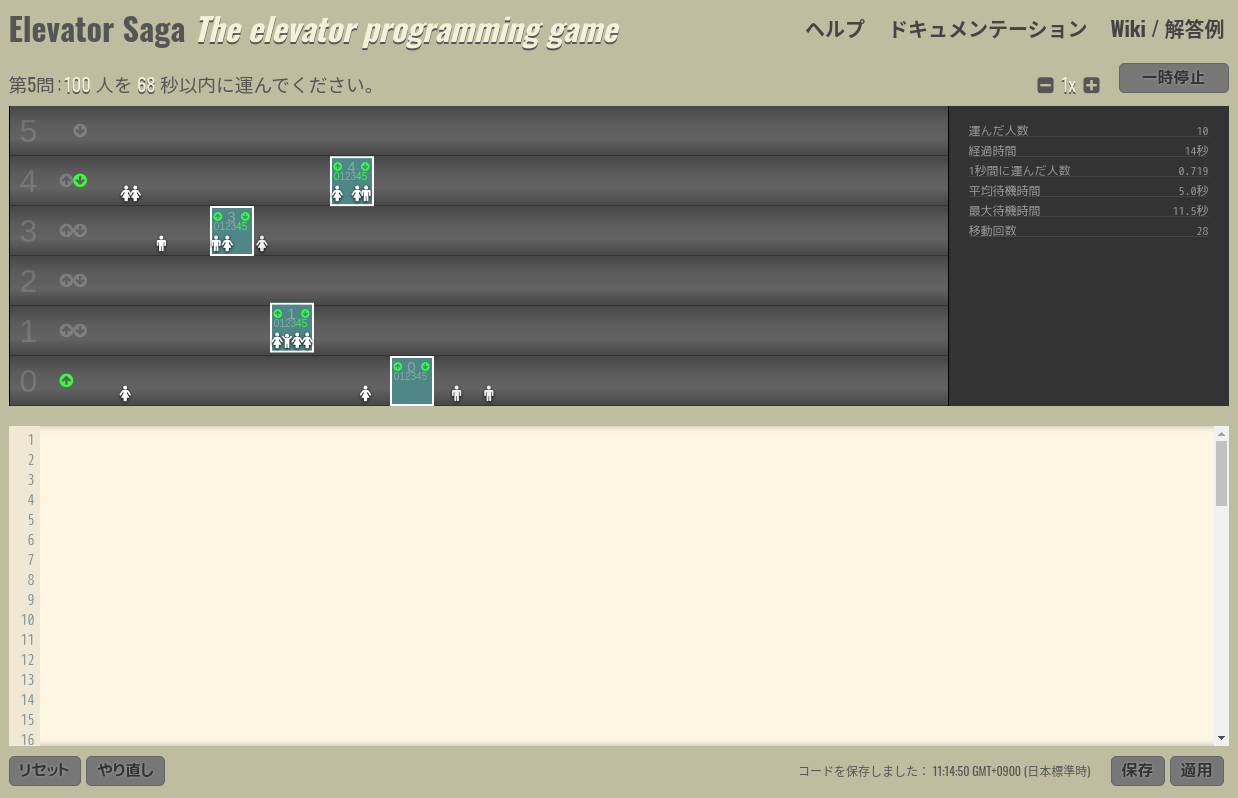 Elevator Saga The elevator programming game
ヘルプ ドキュメンテーション Wiki / 解答例
第5問: 100 人を 68 秒以内に運んでください。
1x
一時停止
5
4
4
012345
3
3
012345
2
1
1
012345
0
0
012345
運んだ人数 10
経過時間 14秒
1秒間に運んだ人数 0.719
平均待機時間 5.0秒
最大待機時間 11.5秒
移動回数 28
1
2
3
4
5
6
7
8
9
10
11
12
13
14
15
16
リセット やり直し
コードを保存しました： 11:14:50 GMT+0900 (日本標準時)
保存 適用